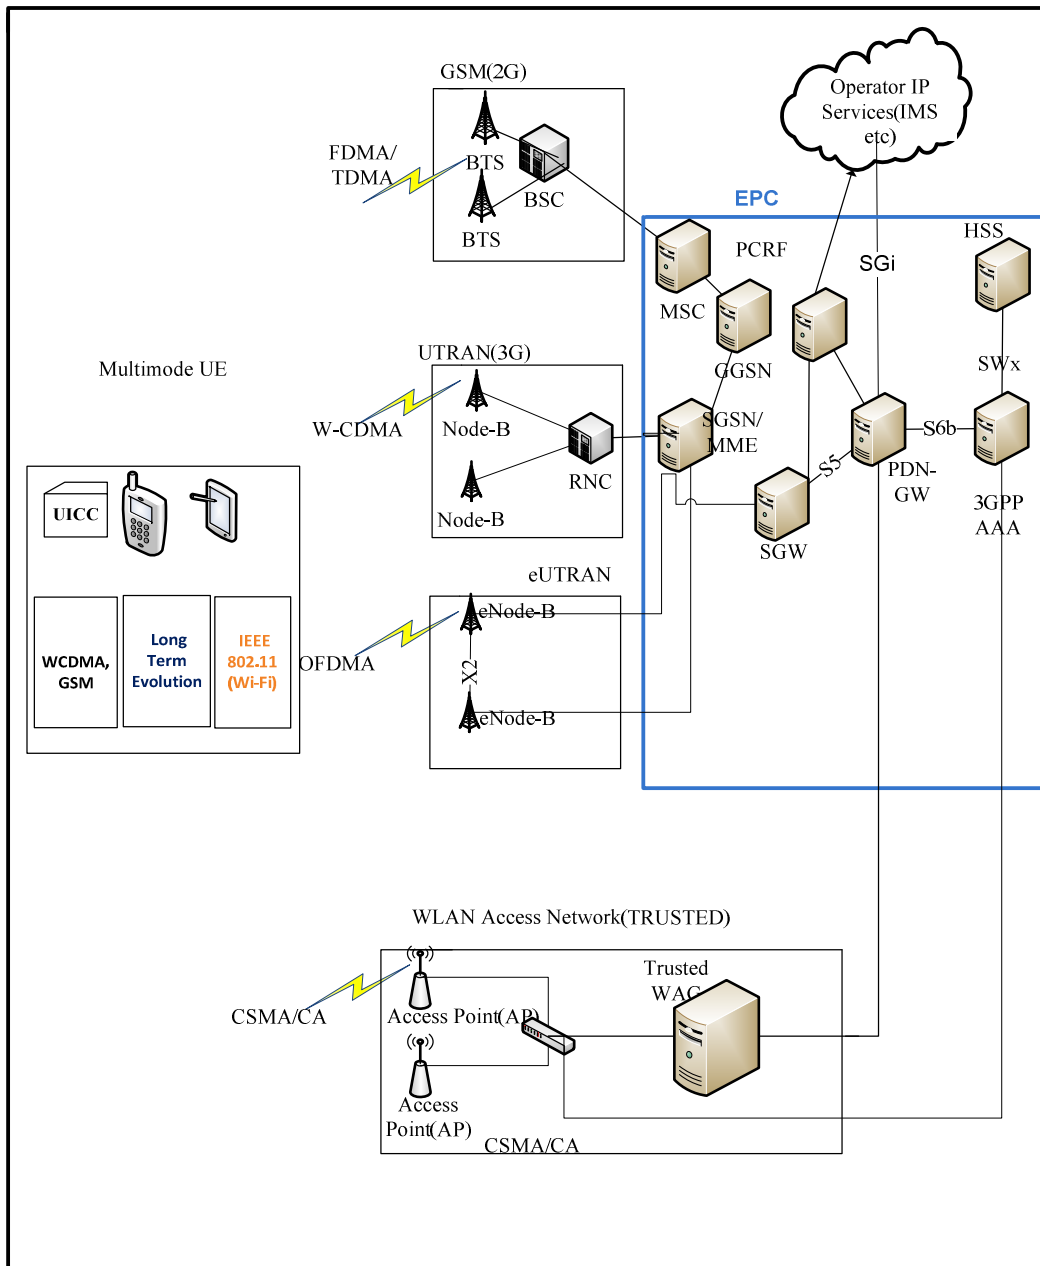 GSM(2G)
FDMA/
TDMA
BTS
BSC
BTS
Operator IP
Services(IMS
etc)
EPC
PCRF
HSS
SGi
MSC
GGSN
SWx
UTRAN(3G)
Multimode UE
W-CDMA
Node-B
RNC
Node-B
SGSN/
MME
S6b
S5
PDN-
GW
SGW
3GPP
AAA
UICC
WCDMA,
GSM
Long
Term
Evolution
IEEE
802.11
(Wi-Fi)
eUTRAN
OFDMA
eNode-B
X2
eNode-B
WLAN Access Network(TRUSTED)
CSMA/CA
Access Point(AP)
Access
Point(AP)
Trusted
WAG
CSMA/CA